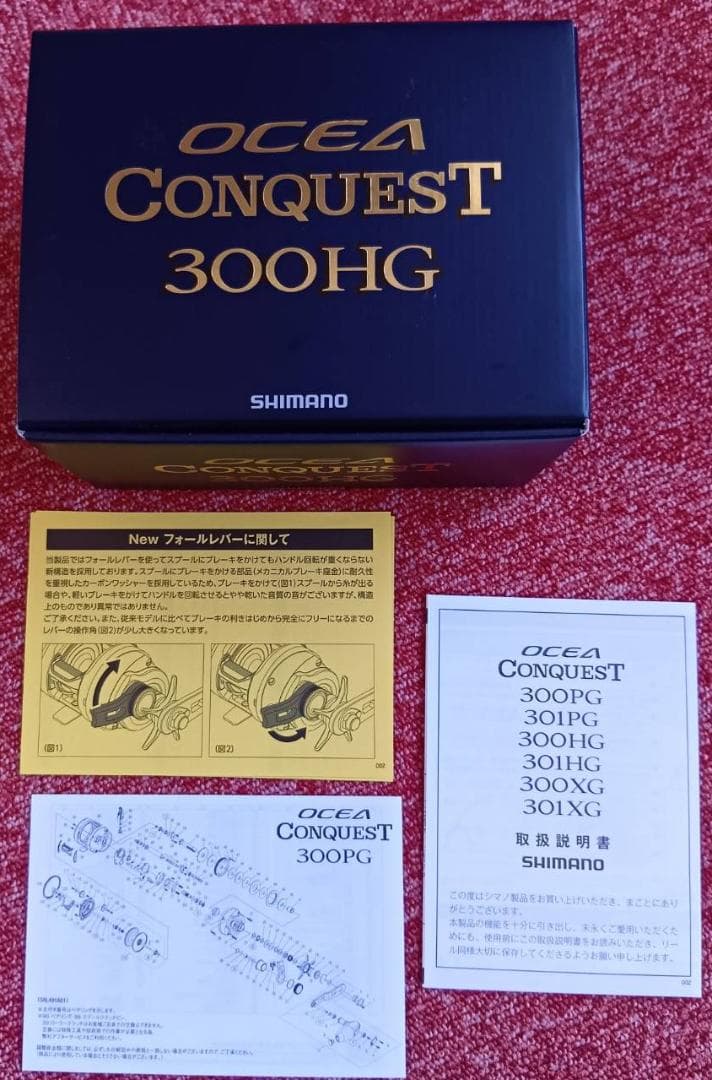 OCEA
CONQUEST
300HG
SHIMANO
OCEA
CONQUEST
300HG
New フォールレバーに関して
当製品ではフォールレバーを使ってスプールにブレーキをかけてもハンドル回転が重くならない
新構造を採用しております。スプールにブレーキをかける部品(メカニカルブレーキ座金)に耐久性
を重視したカーボンワッシャーを採用しているため、ブレーキをかけて(図1)スプールから糸が出る
場合や、軽いブレーキをかけてハンドルを回転させるとやや乾いた音質の音がございますが、構造
上のものであり異常ではありません。
ご了承ください。また、従来モデルに比べてブレーキの利きはじめから完全にフリーになるまでの
レバーの操作角(図2)が少し大きくなっています。
(図1)
(図2)
002
OCEA
CONQUEST
300PG
301PG
300HG
301HG
300XG
301XG
取扱説明書
SHIMANO
この度はシマノ製品をお買い上げいただき、まことにあり
がとうございます。
本製品の機能を十分に引き出し、末永くご愛用いただくた
めにも、使用前にこの取扱説明書をお読みいただき、リー
ル同様大切に保存してくださるようお願い申し上げます。
002
OCEA
CONQUEST
300PG